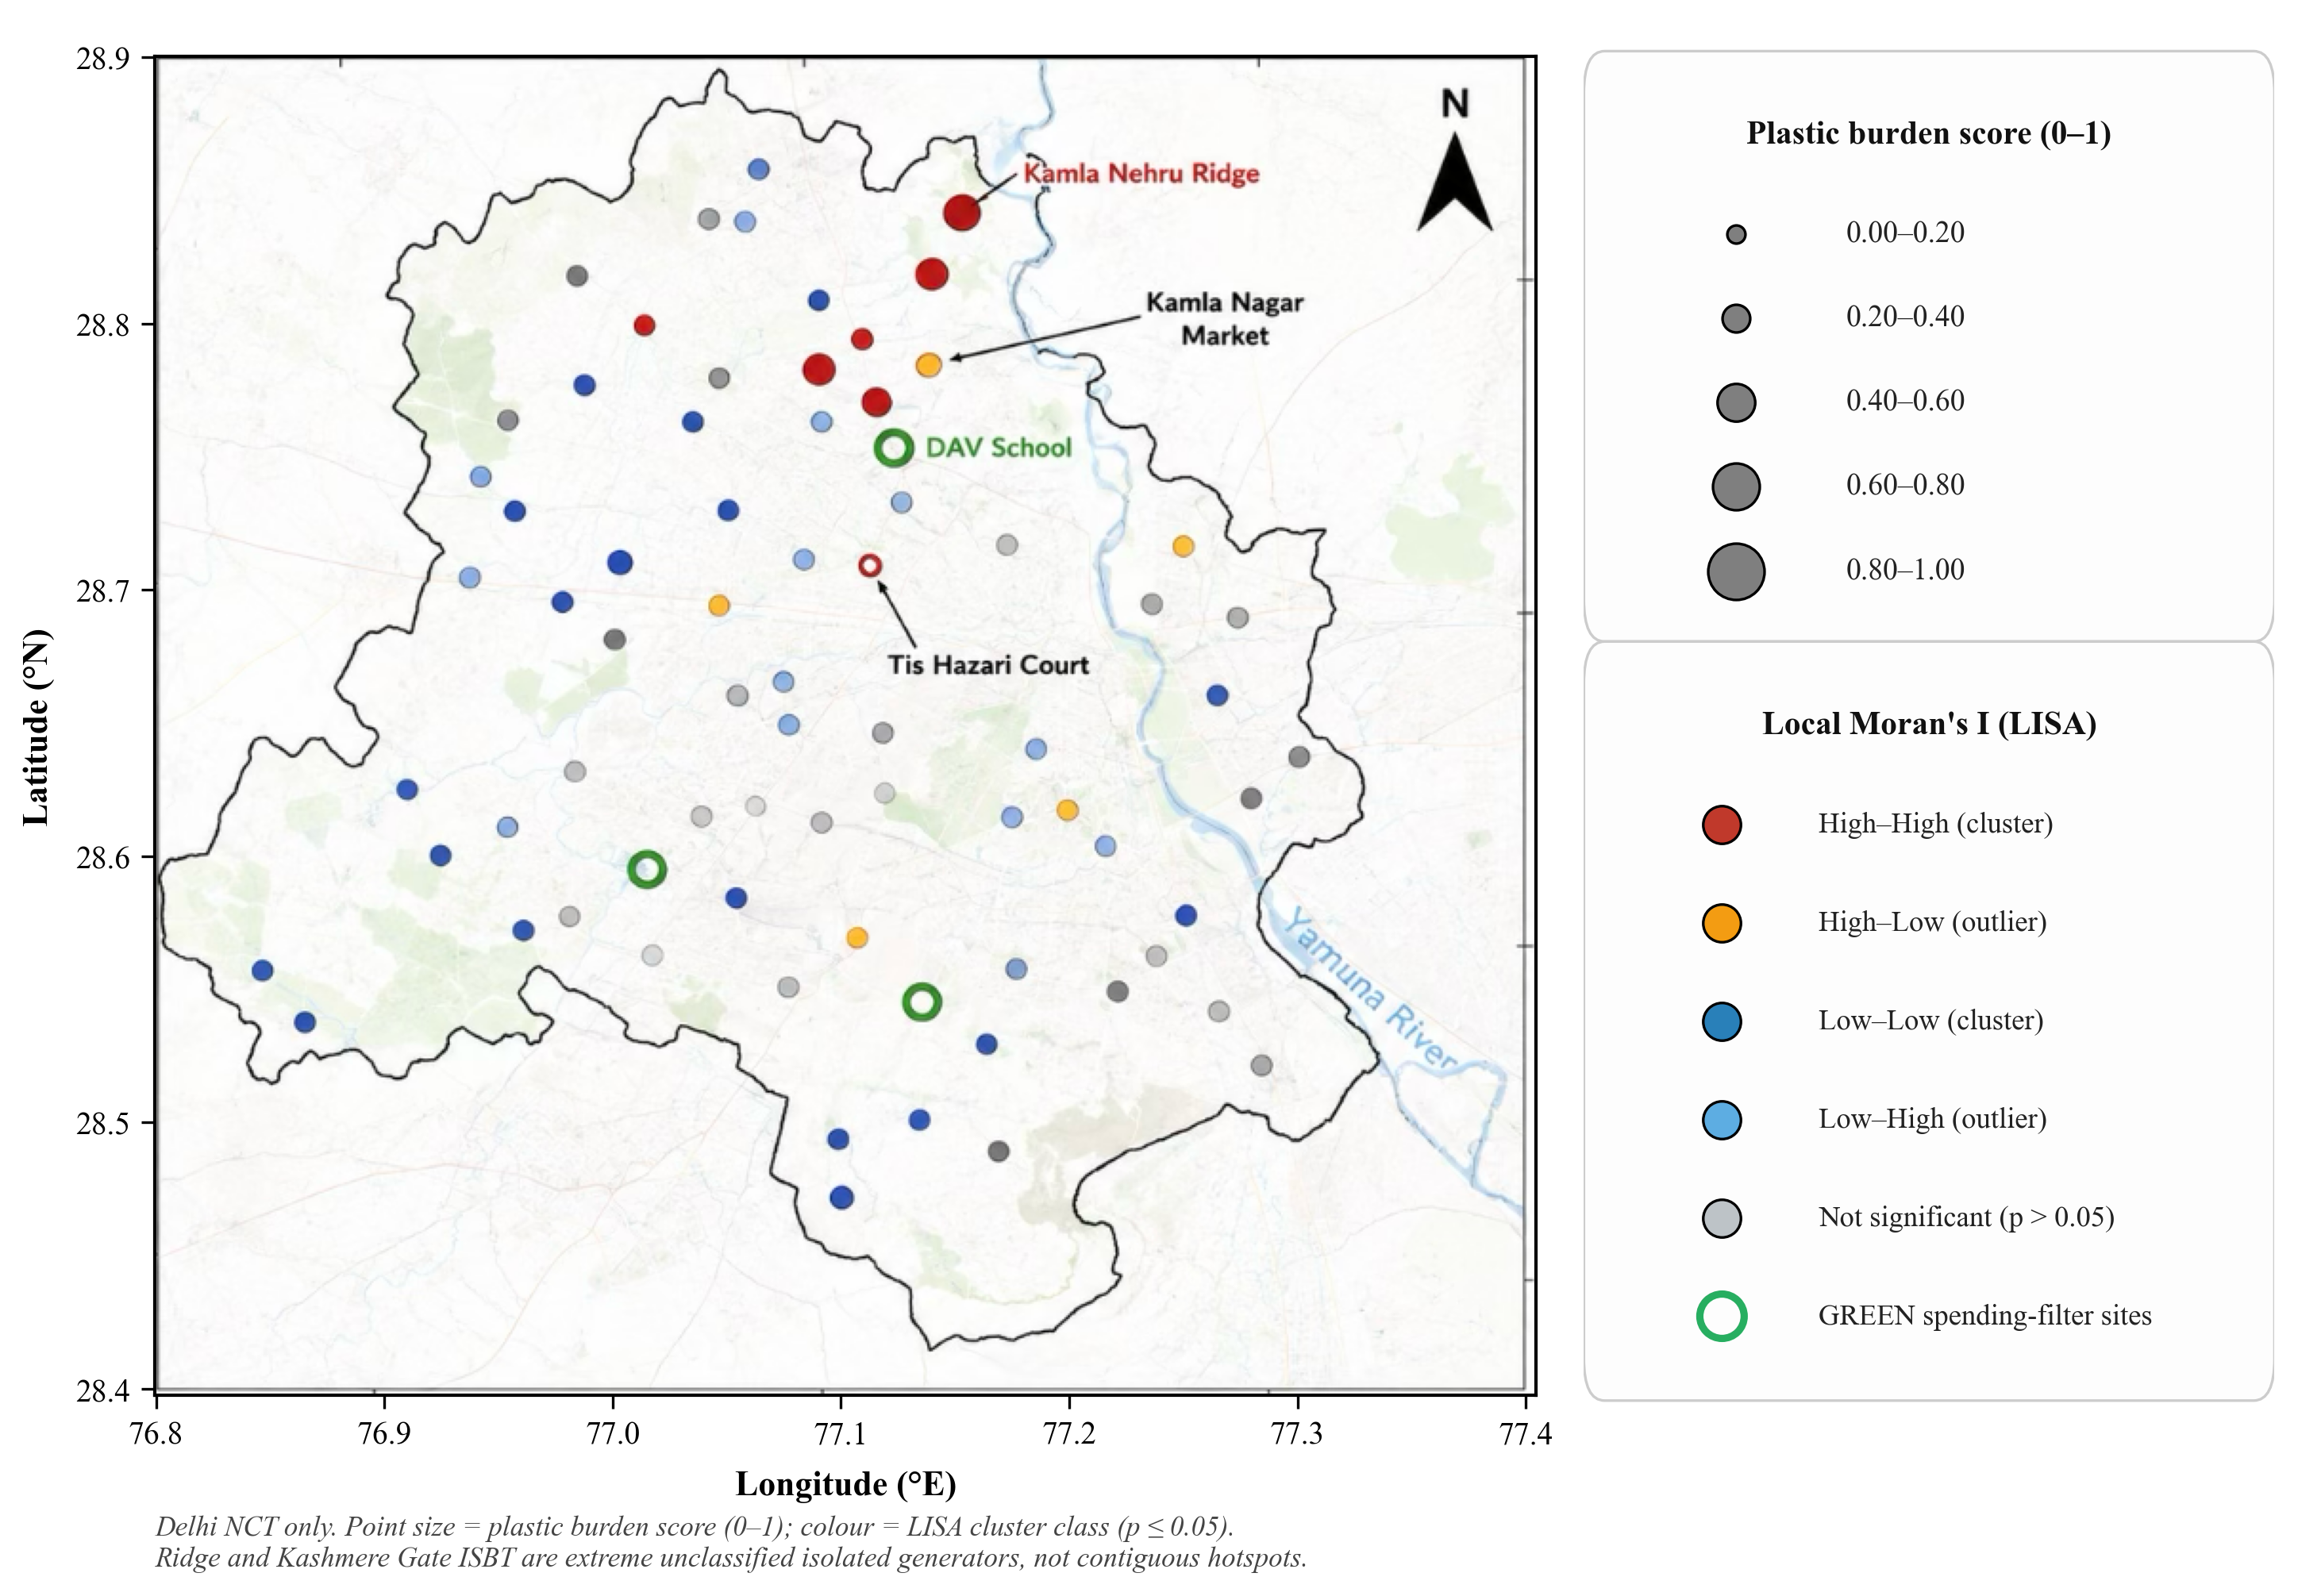 28.9
28.8
28.7
28.6
28.5
28.4
Latitude (°N)
76.8
76.9
77.0
77.1
77.2
77.3
77.4
Longitude (°E)
N
Kamla Nehru Ridge
Kamla Nagar
Market
DAV School
Tis Hazari Court
Yamuna River
Plastic burden score (0–1)
0.00–0.20
0.20–0.40
0.40–0.60
0.60–0.80
0.80–1.00
Local Moran's I (LISA)
High–High (cluster)
High–Low (outlier)
Low–Low (cluster)
Low–High (outlier)
Not significant (p > 0.05)
GREEN spending-filter sites
Delhi NCT only. Point size = plastic burden score (0–1); colour = LISA cluster class (p ≤ 0.05).
Ridge and Kashmere Gate ISBT are extreme unclassified isolated generators, not contiguous hotspots.